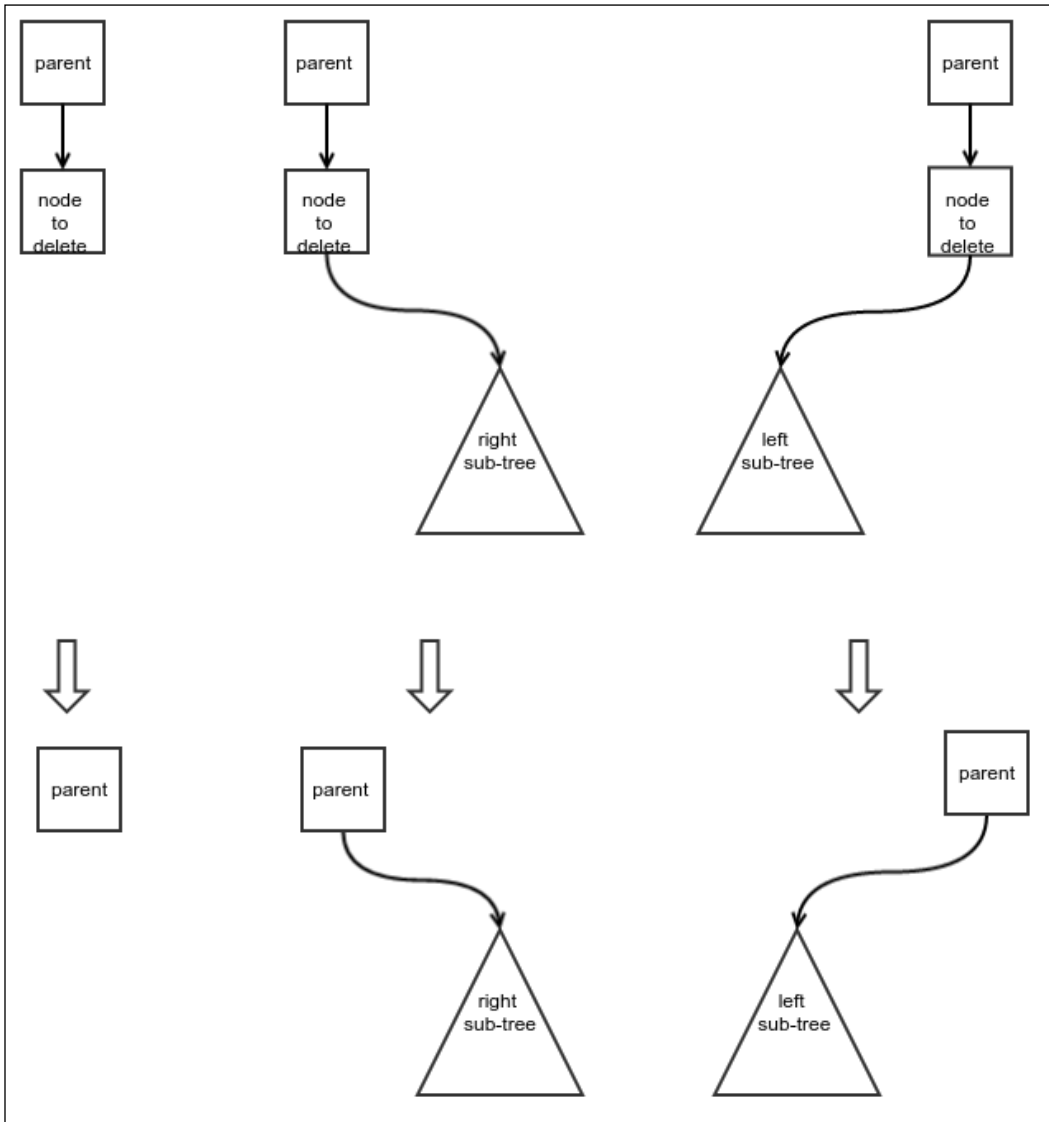 parent
parent
parent
node
to
delete
node
to
delete
node
to
delete
right
sub-tree
left
sub-tree
parent
parent
parent
right
sub-tree
left
sub-tree